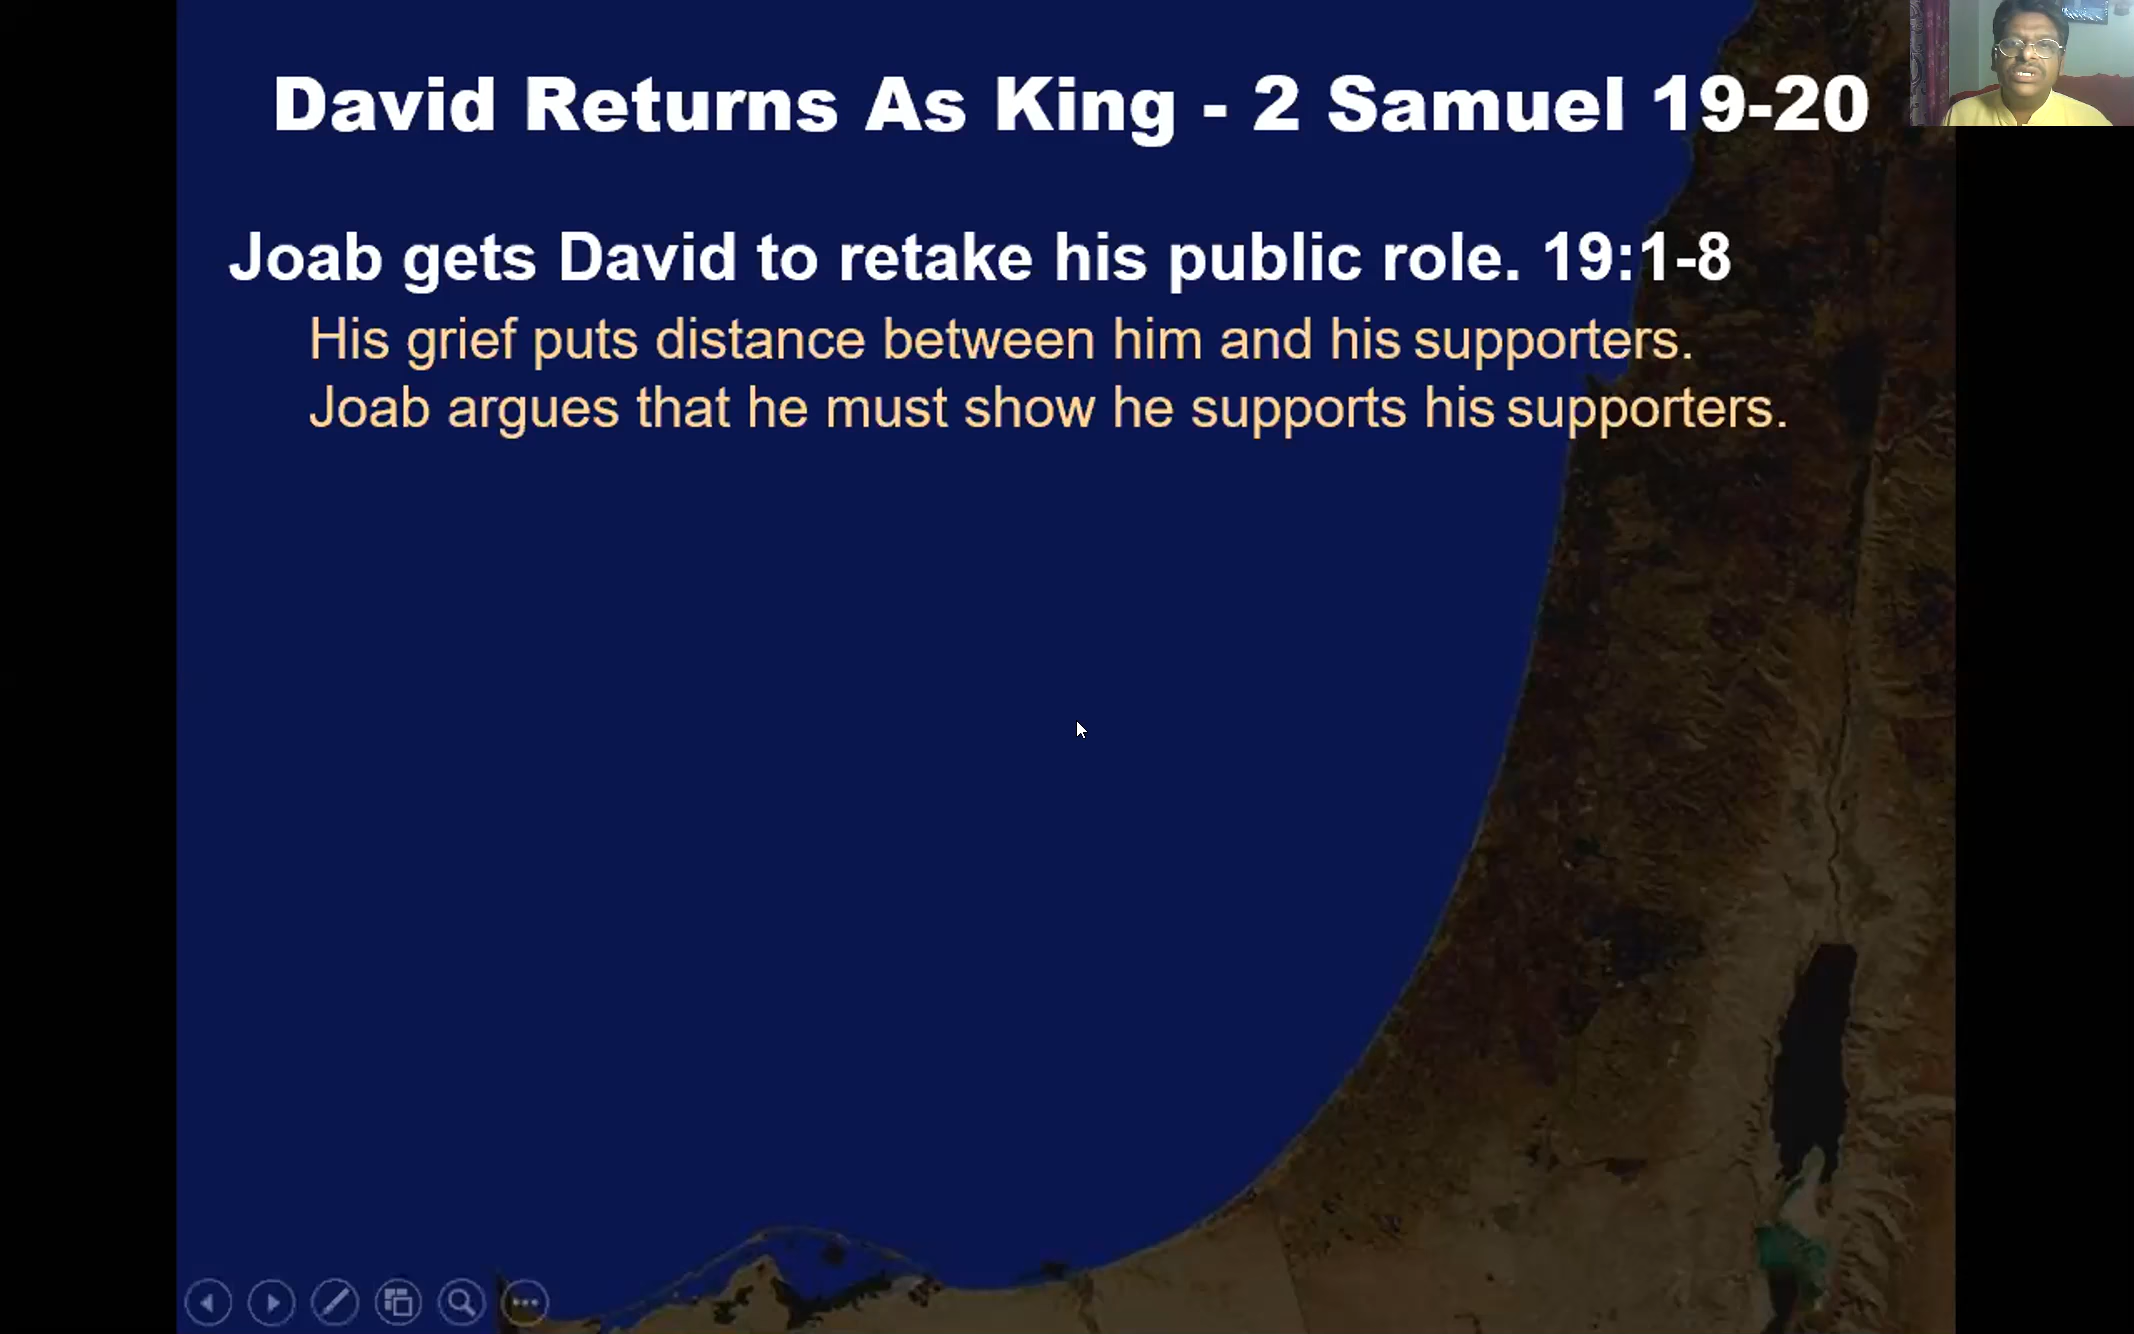 David Returns As King - 2 Samuel 19-20
Joab gets David to retake his public role. 19:1-8
His grief puts distance between him and his supporters.
Joab argues that he must show he supports his supporters.